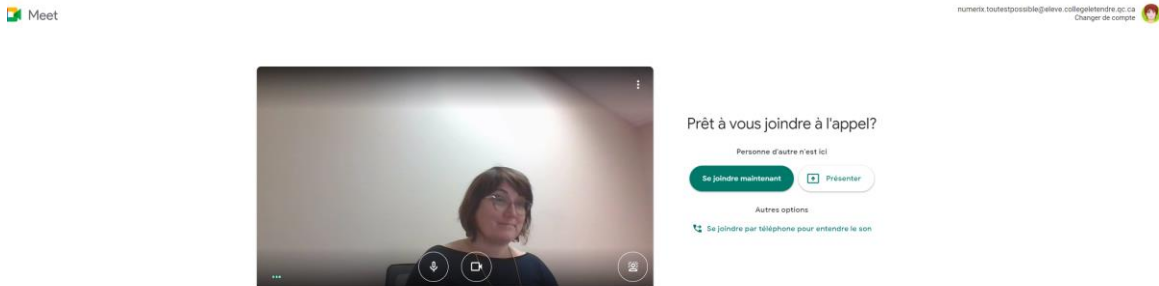 Meet
numerix.toutestpossible@eleve.collegeletendre.qc.ca
Changer de compte
Prêt à vous joindre à l'appel?
Personne d'autre n'est ici
Se joindre maintenant
Présenter
Autres options
Se joindre par téléphone pour entendre le son